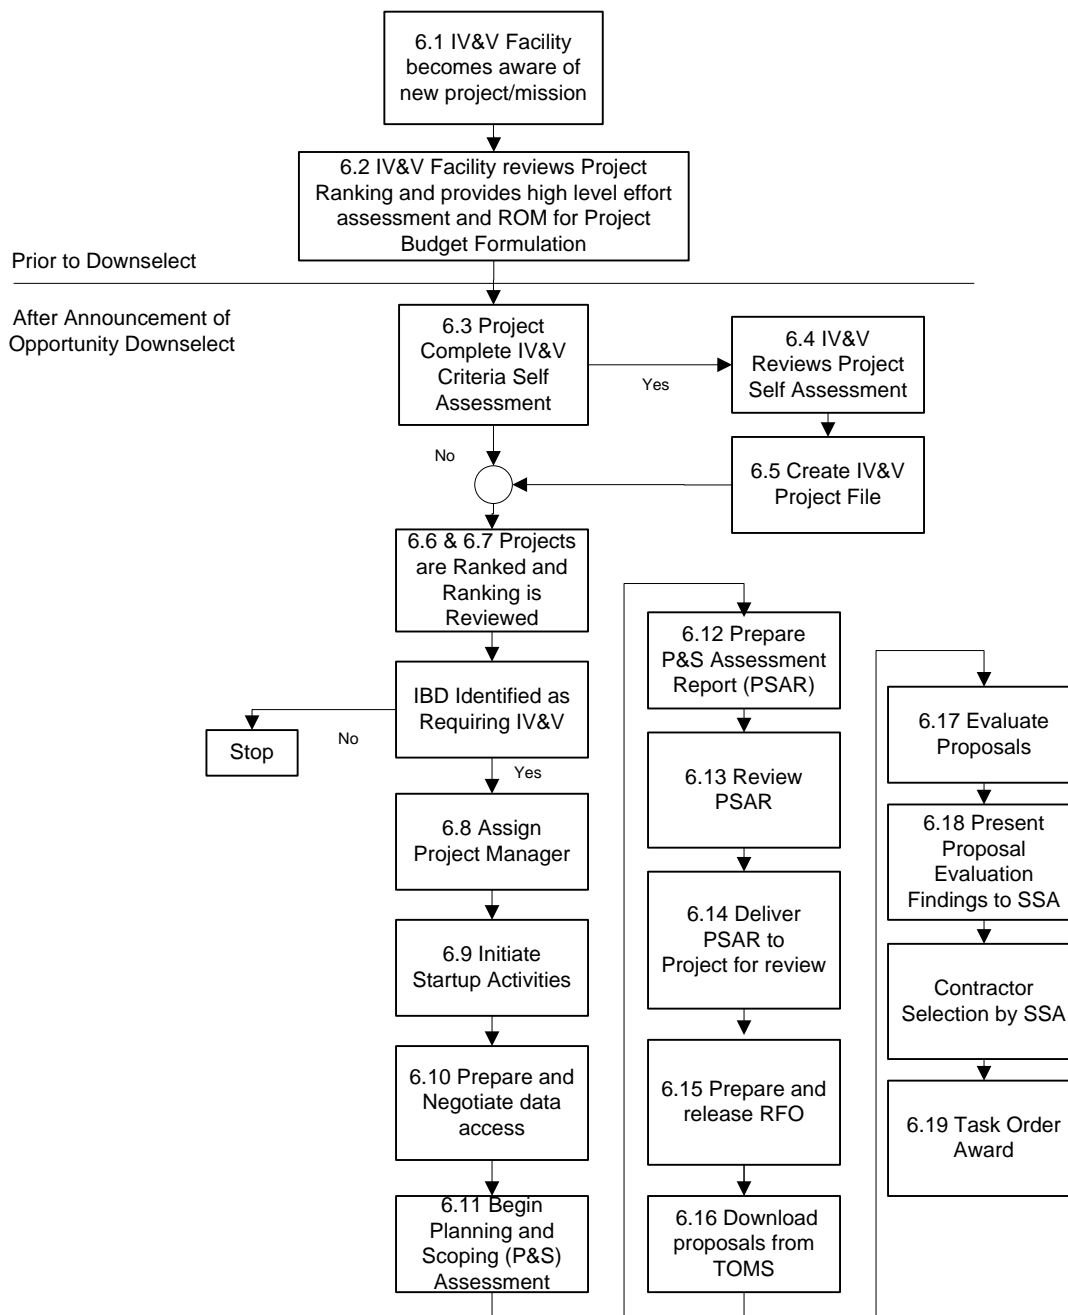 6.1 IV&V Facility
becomes aware of
new project/mission
6.2 IV&V Facility reviews Project
Ranking and provides high level effort
assessment and ROM for Project
Budget Formulation
Prior to Downselect
After Announcement of
Opportunity Downselect
6.3 Project
Complete IV&V
Criteria Self
Assessment
Yes
6.4 IV&V
Reviews Project
Self Assessment
No
6.5 Create IV&V
Project File
6.6 & 6.7 Projects
are Ranked and
Ranking is
Reviewed
IBD Identified as
Requiring IV&V
No
Stop
Yes
6.8 Assign
Project Manager
6.9 Initiate
Startup Activities
6.10 Prepare and
Negotiate data
access
6.11 Begin
Planning and
Scoping (P&S)
Assessment
6.12 Prepare
P&S Assessment
Report (PSAR)
6.13 Review
PSAR
6.14 Deliver
PSAR to
Project for review
6.15 Prepare and
release RFO
6.16 Download
proposals from
TOMS
6.17 Evaluate
Proposals
6.18 Present
Proposal
Evaluation
Findings to SSA
Contractor
Selection by SSA
6.19 Task Order
Award